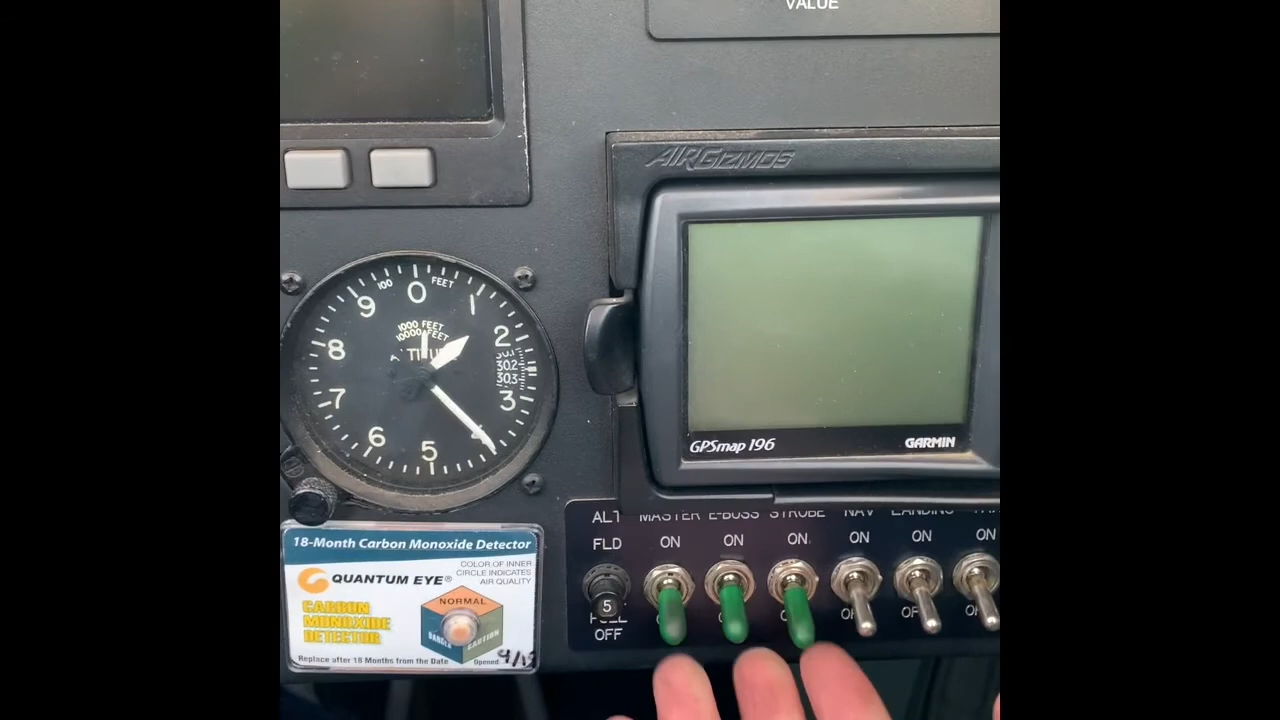 VALUE
AIRGIZMOS
100 FEET
0
1
2
3
4
5
6
7
8
9
1000 FEET
10000 FEET
30.2
30.3
GPSmap 196
GARMIN
ALT MASTER E-BUSS STROBE NAV LANDING
FLD ON ON ON ON ON ON
5
PULL
OFF
18-Month Carbon Monoxide Detector
QUANTUM EYE®
COLOR OF INNER
CIRCLE INDICATES
AIR QUALITY
CARBON
MONOXIDE
DETECTOR
NORMAL
DANGER
CAUTION
Replace after 18 Months from the Date Opened: